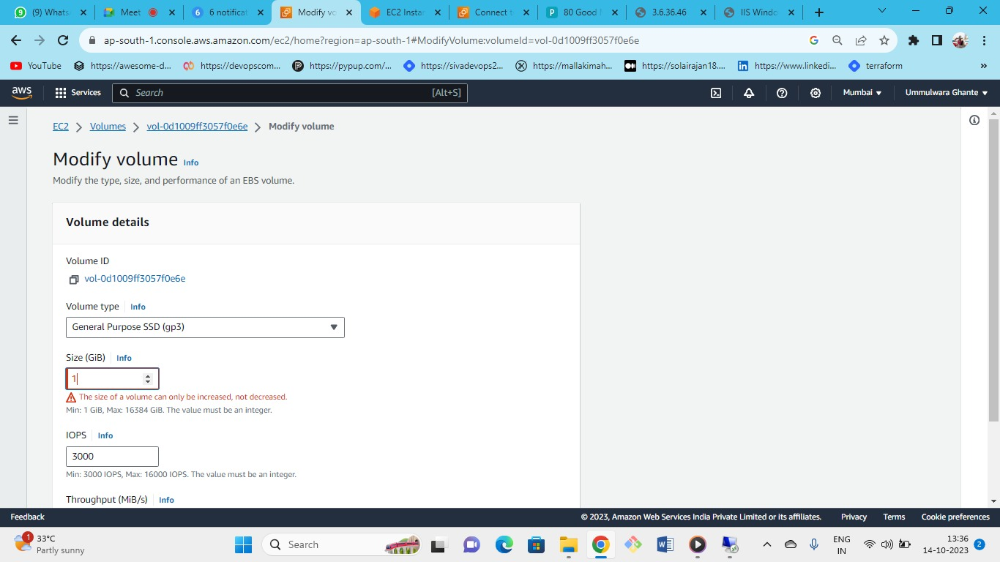 (9) Whats
Meet
6 notificat
Modify vo
EC2 Instan
Connect t
80 Good
3.6.36.46
IIS Windo
ap-south-1.console.aws.amazon.com/ec2/home?region=ap-south-1#ModifyVolume:volumeId=vol-0d1009ff3057f0e6e
YouTube
https://awesome-d...
https://devopscom...
https://pypup.com/...
https://sivadevops2...
https://mallakimah...
https://solairajan18....
https://www.linkedi...
terraform
aws
Services
Search
[Alt+S]
Mumbai
Ummulwara Ghante
EC2
Volumes
vol-0d1009ff3057f0e6e
Modify volume
Modify volume Info
Modify the type, size, and performance of an EBS volume.
Volume details
Volume ID
vol-0d1009ff3057f0e6e
Volume type Info
General Purpose SSD (gp3)
Size (GiB) Info
1
The size of a volume can only be increased, not decreased.
Min: 1 GiB, Max: 16384 GiB. The value must be an integer.
IOPS Info
3000
Min: 3000 IOPS, Max: 16000 IOPS. The value must be an integer.
Throughput (MiB/s) Info
Feedback
© 2023, Amazon Web Services India Private Limited or its affiliates.
Privacy
Terms
Cookie preferences
1
33°C
Partly sunny
Search
ENG
IN
13:36
14-10-2023
2